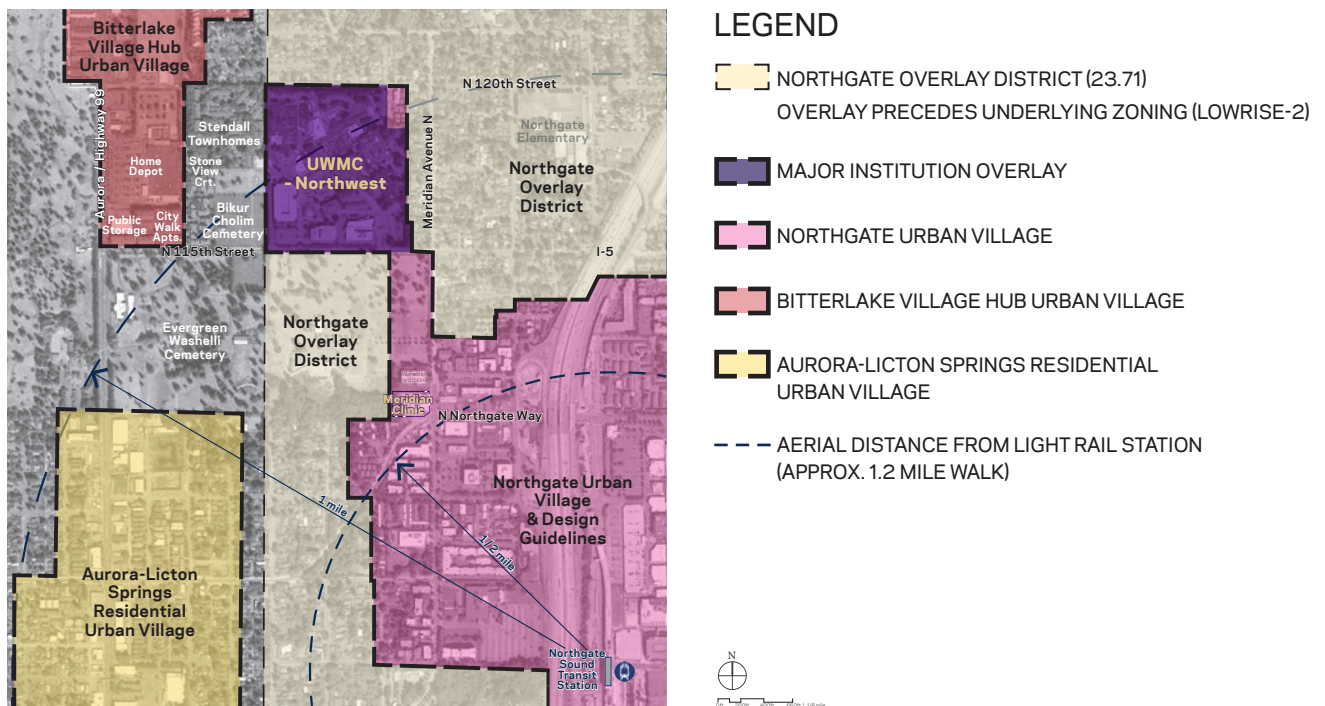 Bitterlake
Village Hub
Urban Village
Aurora / Highway 99
Home
Depot
Public
Storage
City
Walk
Apts.
Stendall
Townhomes
Stone
View
Crt.
Bikur
Cholim
Cemetery
N 115th Street
UWMC
- Northwest
Meridian Avenue N
N 120th Street
Northgate
Elementary
Northgate
Overlay
District
I-5
Evergreen
Washelli
Cemetery
Northgate
Overlay
District
Meridian
Clinic
N Northgate Way
Northgate Urban
Village
& Design
Guidelines
1 mile
1/2 mile
Aurora-Licton
Springs
Residential
Urban Village
Northgate
Sound
Transit
Station
LEGEND
NORTHGATE OVERLAY DISTRICT (23.71)
OVERLAY PRECEDES UNDERLYING ZONING (LOWRISE-2)
MAJOR INSTITUTION OVERLAY
NORTHGATE URBAN VILLAGE
BITTERLAKE VILLAGE HUB URBAN VILLAGE
AURORA-LICTON SPRINGS RESIDENTIAL
URBAN VILLAGE
AERIAL DISTANCE FROM LIGHT RAIL STATION
(APPROX. 1.2 MILE WALK)
N